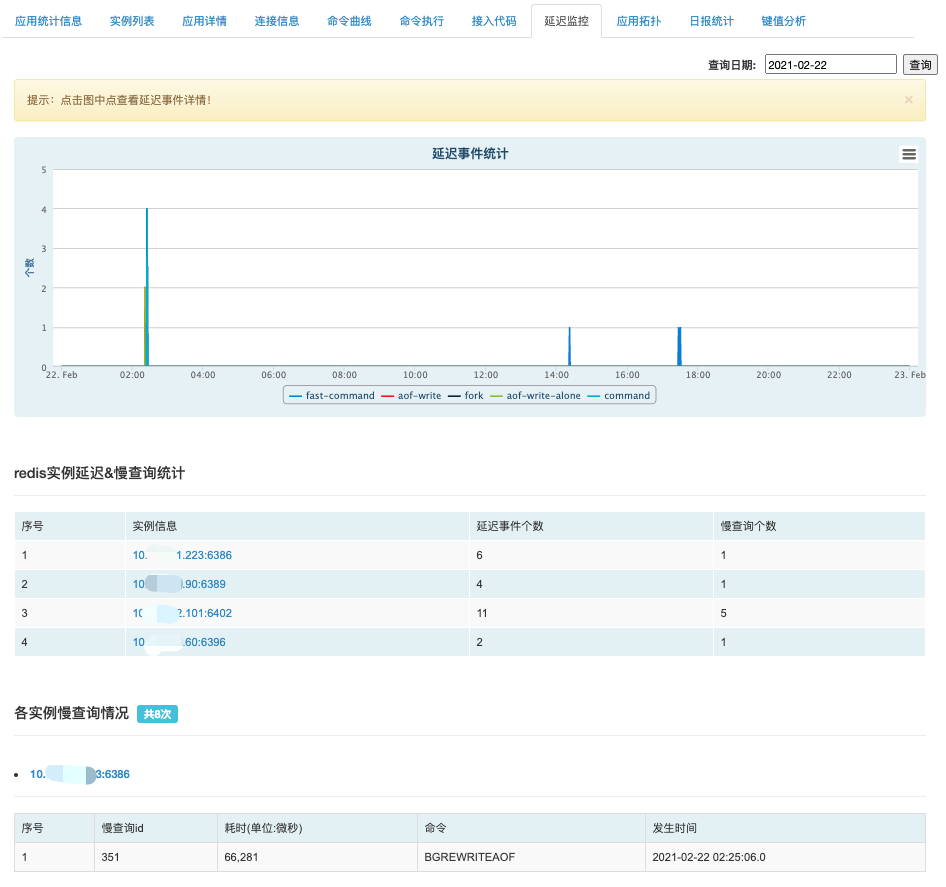 应用统计信息 实例列表 应用详情 连接信息 命令曲线 命令执行 接入代码 延迟监控 应用拓扑 日报统计 键值分析
查询日期: 2021-02-22 查询
提示：点击图中点查看延迟事件详情! ×
延迟事件统计
个数
5
4
3
2
1
0
22. Feb 02:00 04:00 06:00 08:00 10:00 12:00 14:00 16:00 18:00 20:00 22:00 23. Feb
fast-command aof-write fork aof-write-alone command
redis实例延迟&慢查询统计
序号 实例信息 延迟事件个数 慢查询个数
1 10. 1.223:6386 6 1
2 10 .90:6389 4 1
3 10 2.101:6402 11 5
4 10 .60:6396 2 1
各实例慢查询情况 共8次
10. 3:6386
序号 慢查询id 耗时(单位:微秒) 命令 发生时间
1 351 66,281 BGREWRITEAOF 2021-02-22 02:25:06.0